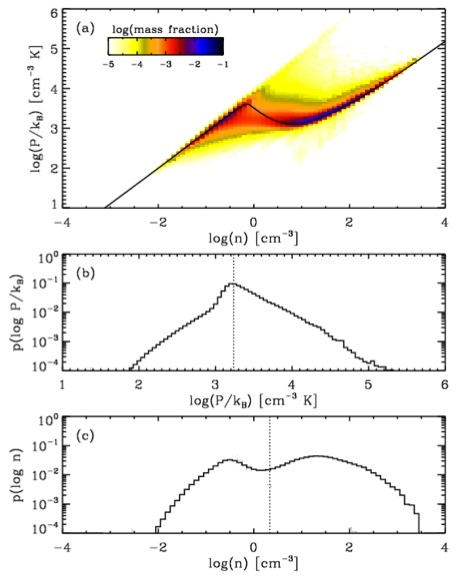 (a)
log(mass fraction)
-5 -4 -3 -2 -1
6
5
4
3
2
1
log(P/k_B) [cm^-3 K]
-4 -2 0 2 4
log(n) [cm^-3]
(b)
10^0
10^-1
10^-2
10^-3
10^-4
p(log P/k_B)
1 2 3 4 5 6
log(P/k_B) [cm^-3 K]
(c)
10^0
10^-1
10^-2
10^-3
10^-4
p(log n)
-4 -2 0 2 4
log(n) [cm^-3]